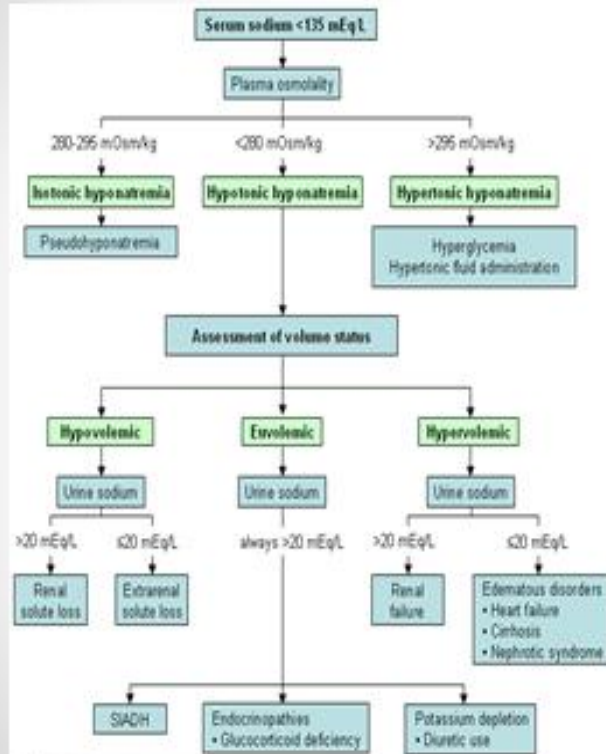 Serum sodium <135 mEq/L
Plasma osmolality
280-295 mOsm/kg
<280 mOsm/kg
>295 mOsm/kg
Isotonic hyponatremia
Hypotonic hyponatremia
Hypertonic hyponatremia
Pseudohyponatremia
Hyperglycemia
Hypertonic fluid administration
Assessment of volume status
Hypovolemic
Euvolemic
Hypervolemic
Urine sodium
Urine sodium
Urine sodium
>20 mEq/L
≤20 mEq/L
always >20 mEq/L
>20 mEq/L
≤20 mEq/L
Renal
solute loss
Extrarenal
solute loss
Renal
failure
Edematous disorders
• Heart failure
• Cirrhosis
• Nephrotic syndrome
SIADH
Endocrinopathies
• Glucocorticoid deficiency
Potassium depletion
• Diuretic use